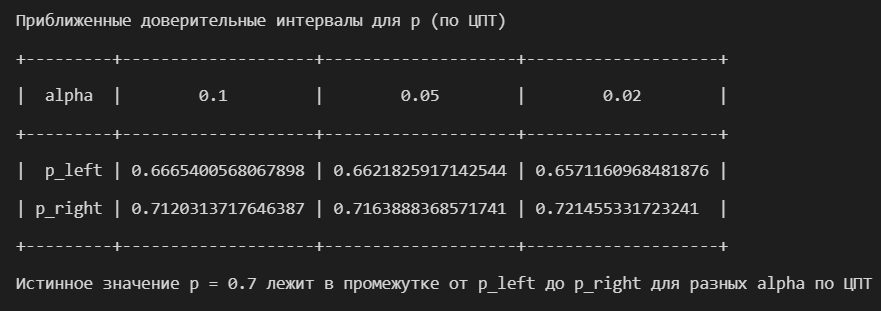 Приближенные доверительные интервалы для p (по ЦПТ)
+---------+--------------------+--------------------+--------------------+
|  alpha  |        0.1         |        0.05        |        0.02        |
+---------+--------------------+--------------------+--------------------+
|  p_left | 0.6665400568067898 | 0.6621825917142544 | 0.6571160968481876 |
| p_right | 0.7120313717646387 | 0.7163888368571741 | 0.721455331723241  |
+---------+--------------------+--------------------+--------------------+
Истинное значение p = 0.7 лежит в промежутке от p_left до p_right для разных alpha по ЦПТ